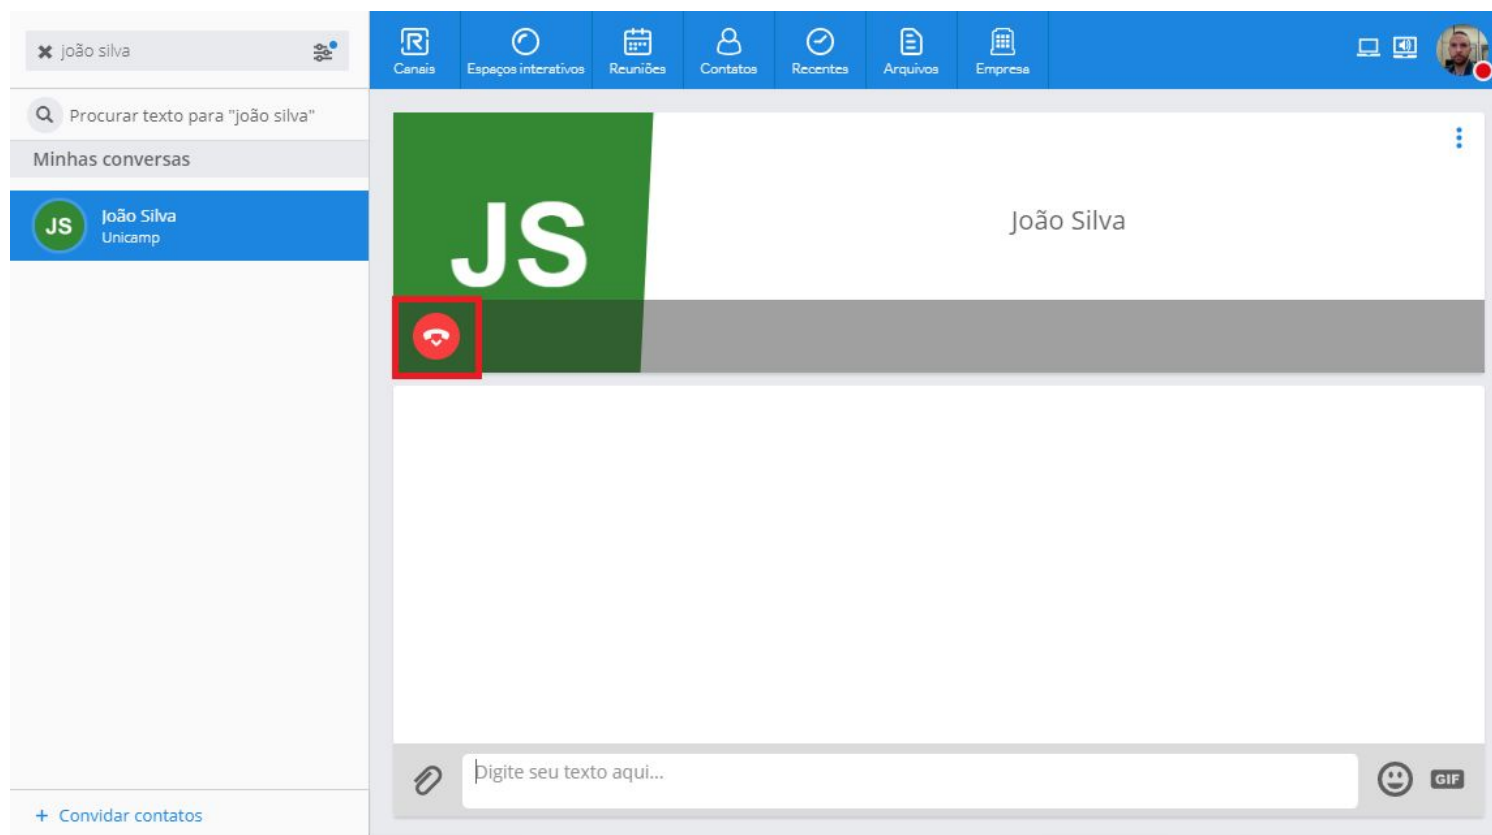 joão silva
Procurar texto para "joão silva"
Minhas conversas
JS
João Silva
Unicamp
+ Convidar contatos
Canais
Espaços interativos
Reuniões
Contatos
Recentes
Arquivos
Empresa
JS
João Silva
Digite seu texto aqui...
GIF